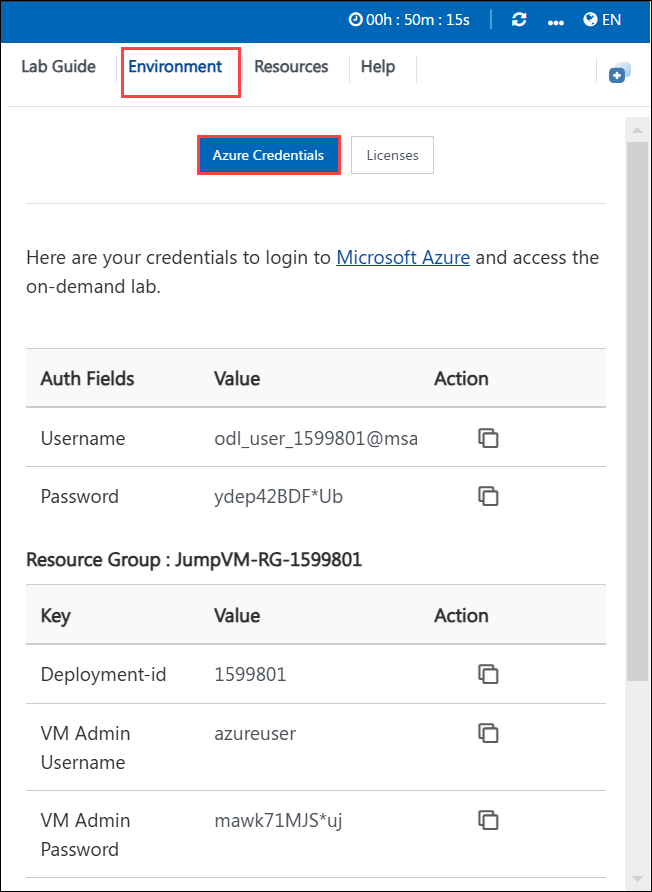 00h : 50m : 15s EN
Lab Guide Environment Resources Help
Azure Credentials Licenses
Here are your credentials to login to Microsoft Azure and access the
on-demand lab.
Auth Fields Value Action
Username odl_user_1599801@msa
Password ydep42BDF*Ub
Resource Group : JumpVM-RG-1599801
Key Value Action
Deployment-id 1599801
VM Admin azureuser
Username
VM Admin mawk71MJS*uj
Password